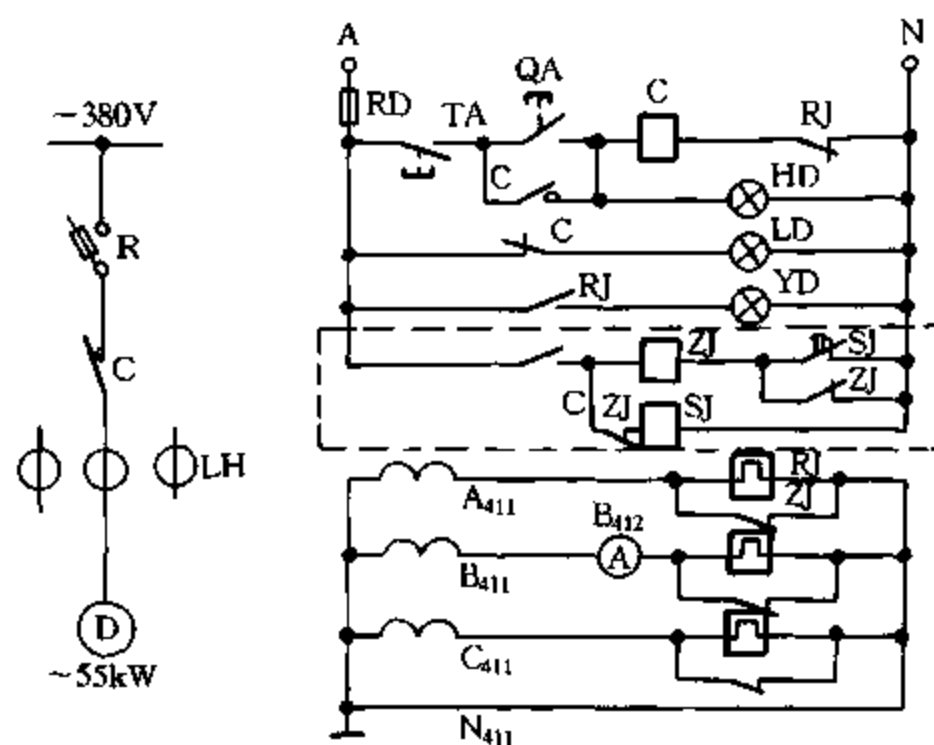 ~380V
R
C
LH
D
~55kW
A
N
RD
TA
QA
C
RJ
C
HD
C
LD
RJ
YD
ZJ
SJ
ZJ
C
ZJ
SJ
A₄₁₁
RJ
ZJ
B₄₁₂
B₄₁₁
A
C₄₁₁
N₄₁₁